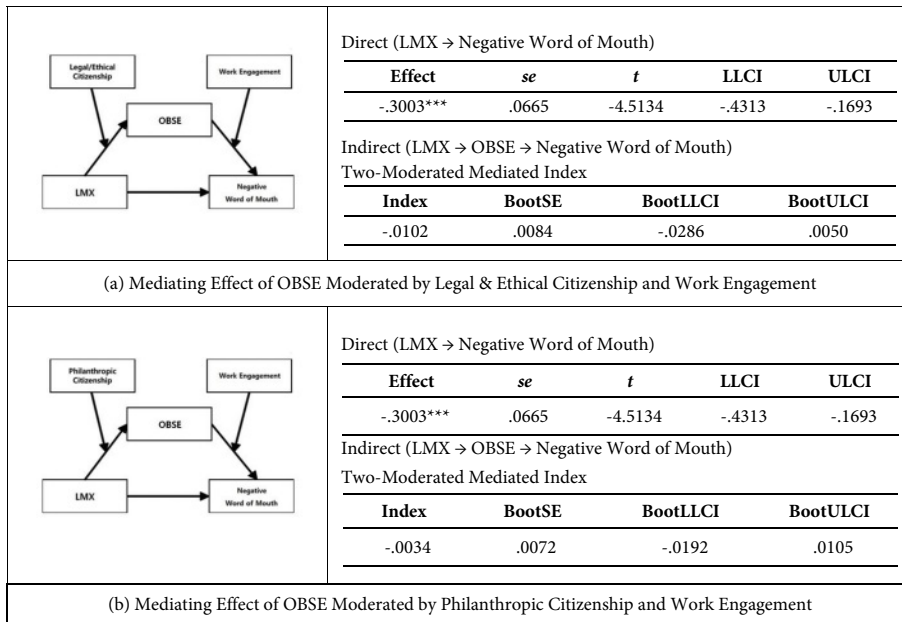 Legal/Ethical
Citizenship
Work Engagement
OBSE
LMX
Negative
Word of Mouth
Direct (LMX → Negative Word of Mouth)
Effect se t LLCI ULCI
-.3003*** .0665 -4.5134 -.4313 -.1693
Indirect (LMX → OBSE → Negative Word of Mouth)
Two-Moderated Mediated Index
Index BootSE BootLLCI BootULCI
-.0102 .0084 -.0286 .0050
(a) Mediating Effect of OBSE Moderated by Legal & Ethical Citizenship and Work Engagement
Philanthropic
Citizenship
Work Engagement
OBSE
LMX
Negative
Word of Mouth
Direct (LMX → Negative Word of Mouth)
Effect se t LLCI ULCI
-.3003*** .0665 -4.5134 -.4313 -.1693
Indirect (LMX → OBSE → Negative Word of Mouth)
Two-Moderated Mediated Index
Index BootSE BootLLCI BootULCI
-.0034 .0072 -.0192 .0105
(b) Mediating Effect of OBSE Moderated by Philanthropic Citizenship and Work Engagement